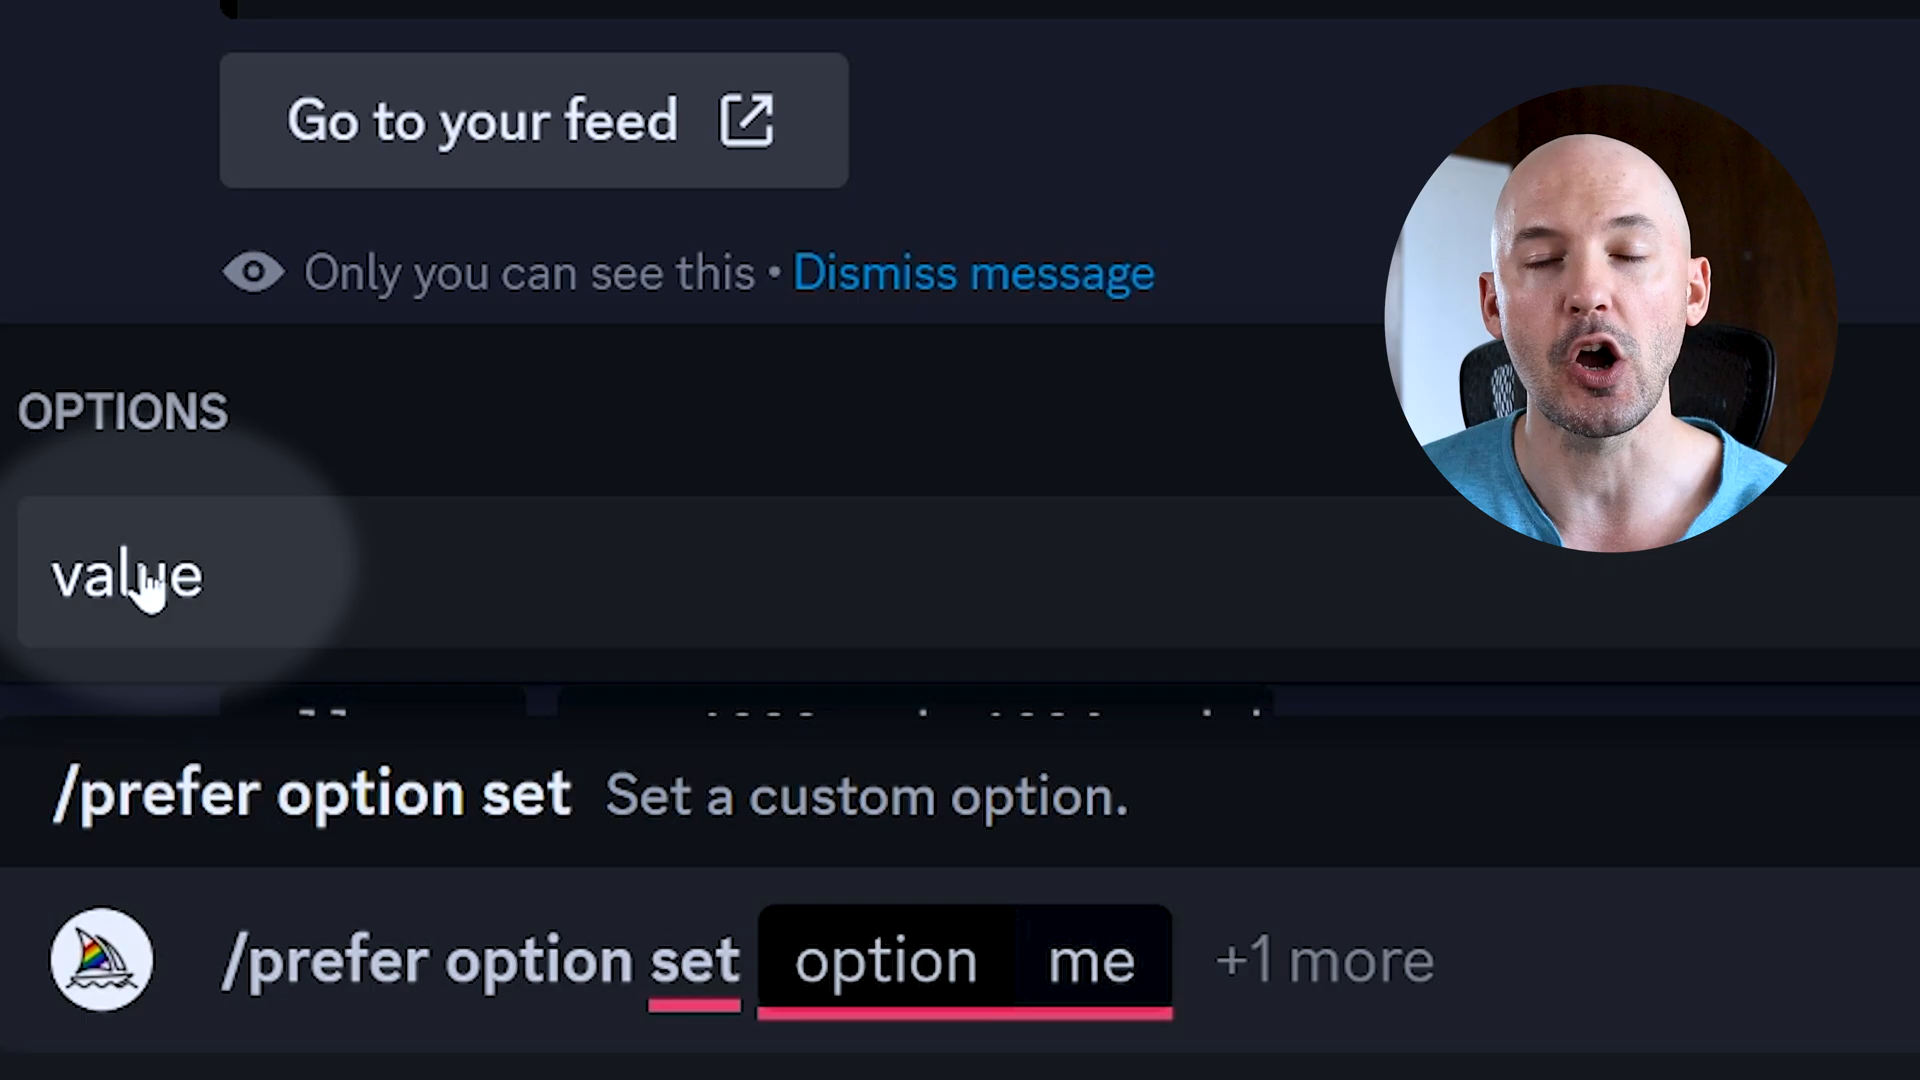 Go to your feed
Only you can see this • Dismiss message
OPTIONS
value
/prefer option set Set a custom option.
/prefer option set option me +1 more